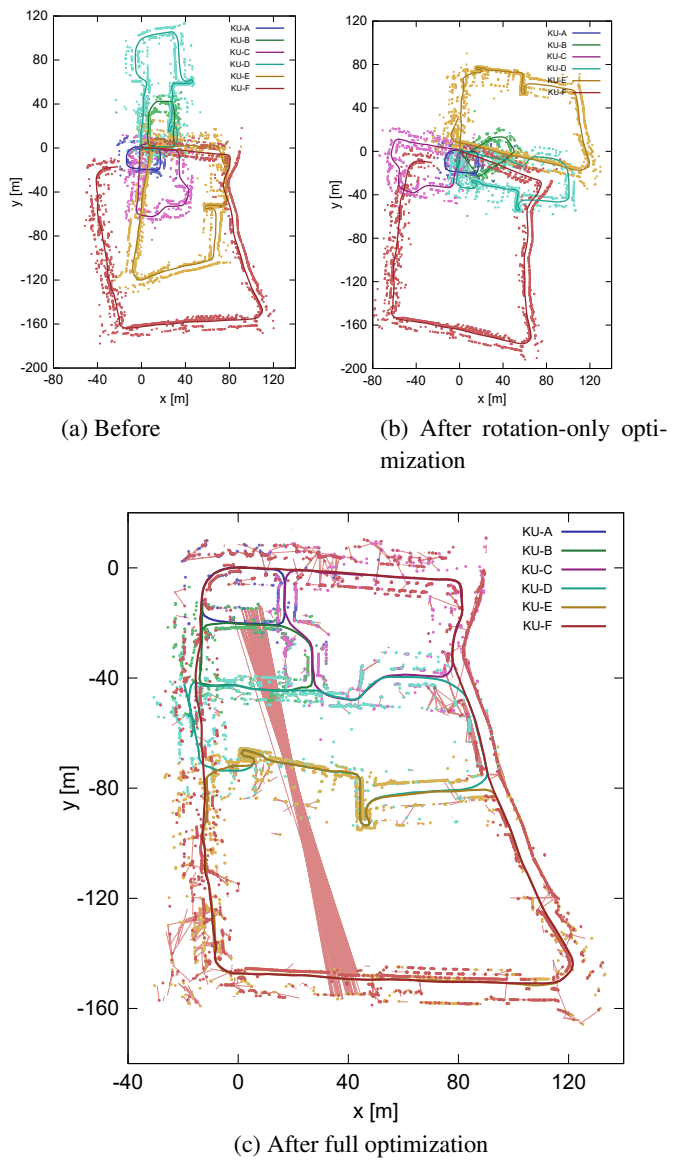 120
80
40
0
-40
-80
-120
-160
-200
y [m]
-80 -40 0 40 80 120
x [m]
KU-A
KU-B
KU-C
KU-D
KU-E
KU-F
(a) Before
120
80
40
0
-40
-80
-120
-160
-200
y [m]
-80 -40 0 40 80 120
x [m]
KU-A
KU-B
KU-C
KU-D
KU-E
KU-F
(b) After rotation-only opti-
mization
0
-40
-80
-120
-160
y [m]
-40 0 40 80 120
x [m]
KU-A
KU-B
KU-C
KU-D
KU-E
KU-F
(c) After full optimization